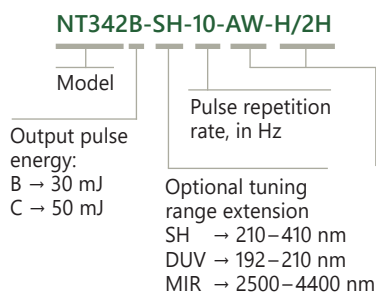 NT342B-SH-10-AW-H/2H
Model
Pulse repetition
rate, in Hz
Output pulse
energy:
B → 30 mJ
C → 50 mJ
Optional tuning
range extension
SH → 210–410 nm
DUV → 192–210 nm
MIR → 2500–4400 nm